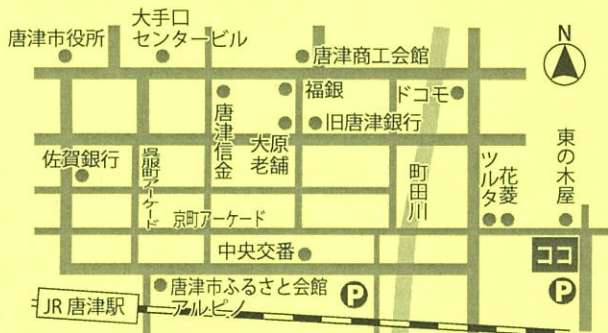 大手口
センタービル
唐津市役所
唐津商工会館
N
福銀
ドコモ
唐津信金
大原
老舗
旧唐津銀行
佐賀銀行
呉服町アーケード
町田川
ツルタ
花菱
東の木屋
京町アーケード
中央交番
ココ
唐津市ふるさと会館
アルピノ
P
P
JR 唐津駅